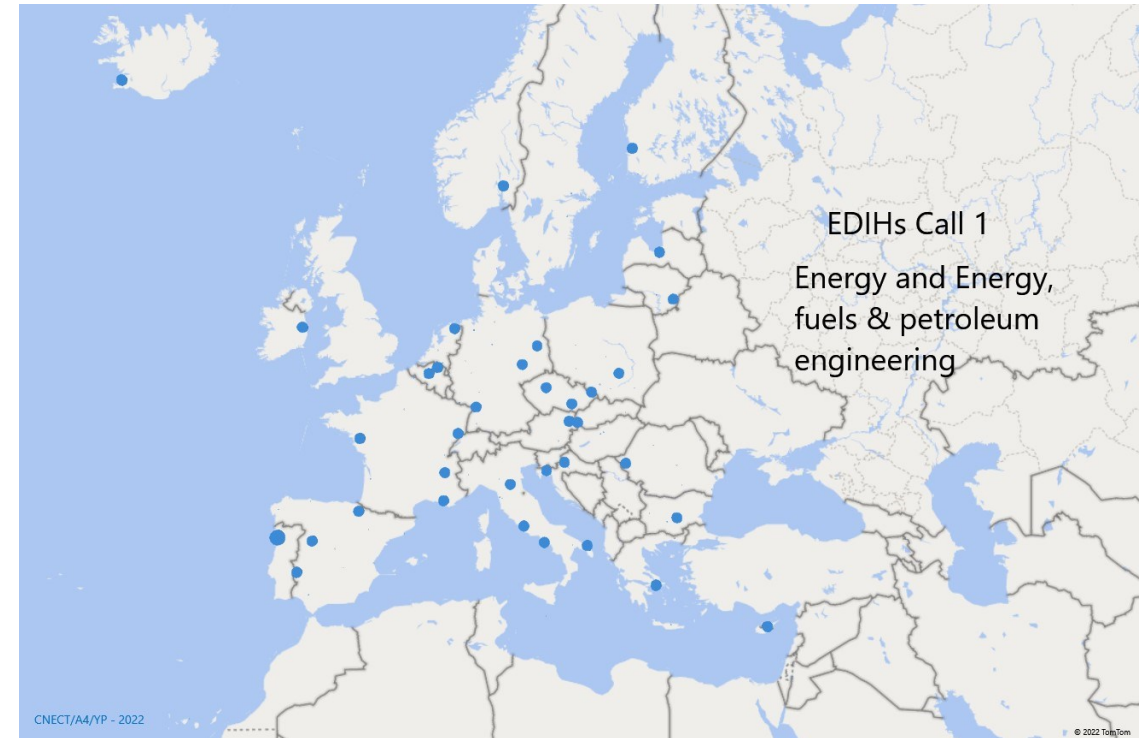 EDIHs Call 1
Energy and Energy,
fuels & petroleum
engineering
CNECT/A4/YP - 2022
© 2022 TomTom